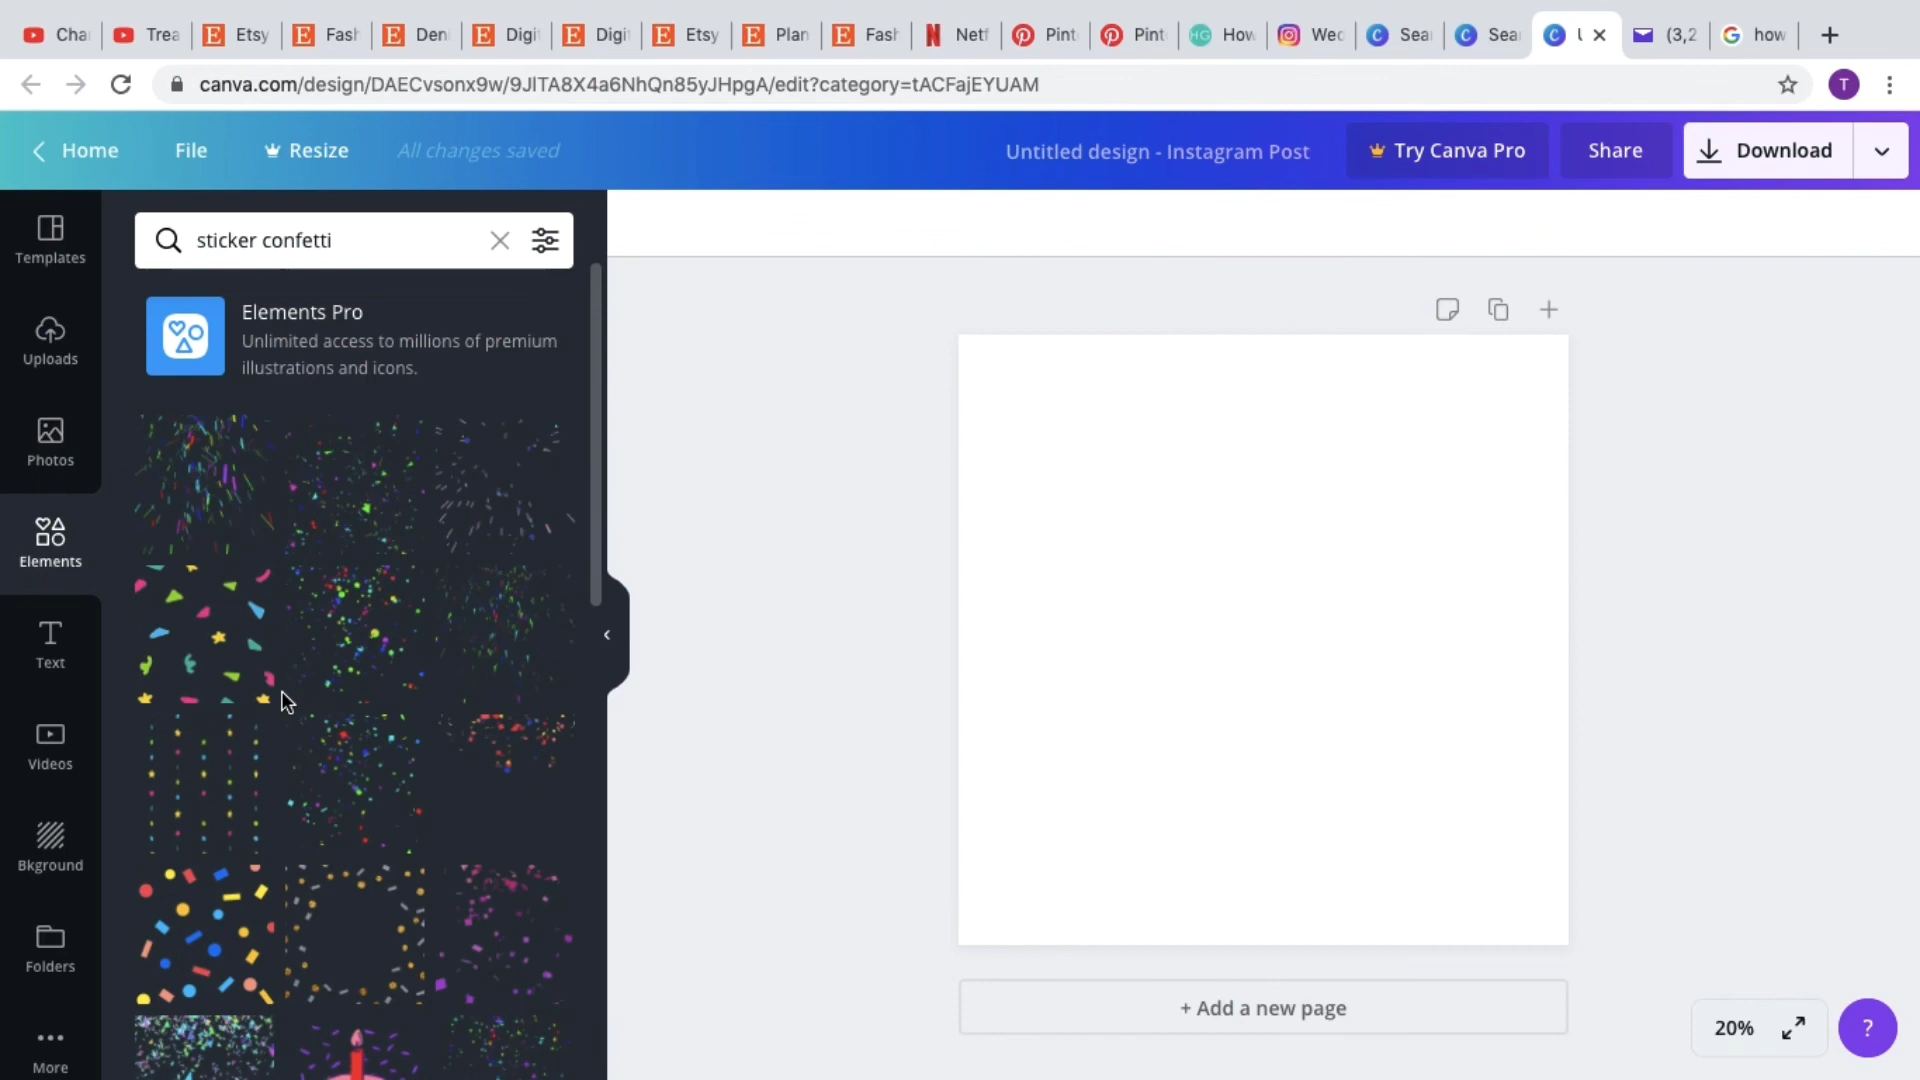 Cha
Trea
Etsy
Fash
Den
Digi
Digi
Etsy
Plan
Fash
Netf
Pint
Pint
How
Wed
Sea
Sea
(3,2
how
canva.com/design/DAECvsonx9w/9JlTA8X4a6NhQn85yJHpgA/edit?category=tACFajEYUAM
T
Home
File
Resize
All changes saved
Untitled design - Instagram Post
Try Canva Pro
Share
Download
sticker confetti
Elements Pro
Unlimited access to millions of premium
illustrations and icons.
Templates
Uploads
Photos
Elements
Text
Videos
Bkground
Folders
More
+ Add a new page
20%
?